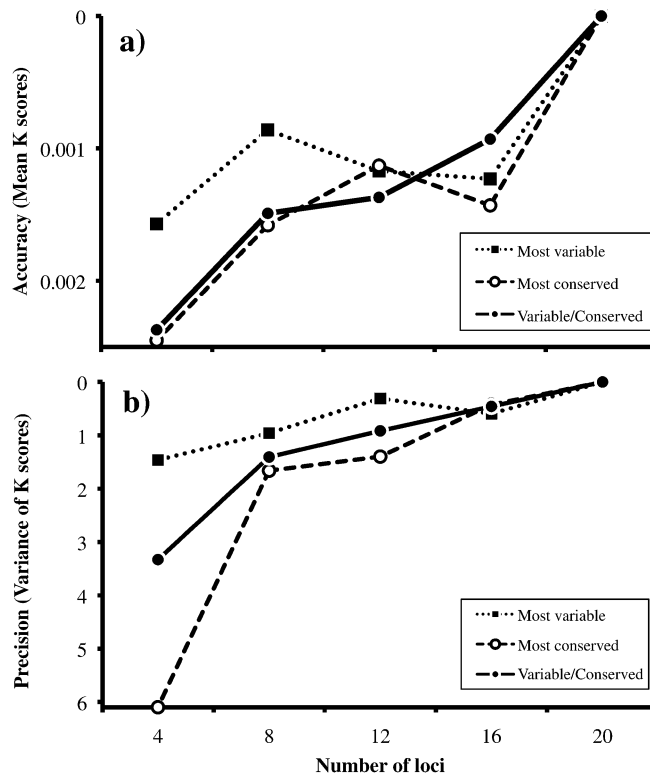 a)
Accuracy (Mean K scores)
0
0.001
0.002
Most variable
Most conserved
Variable/Conserved
b)
Precision (Variance of K scores)
0
1
2
3
4
5
6
Most variable
Most conserved
Variable/Conserved
4 8 12 16 20
Number of loci